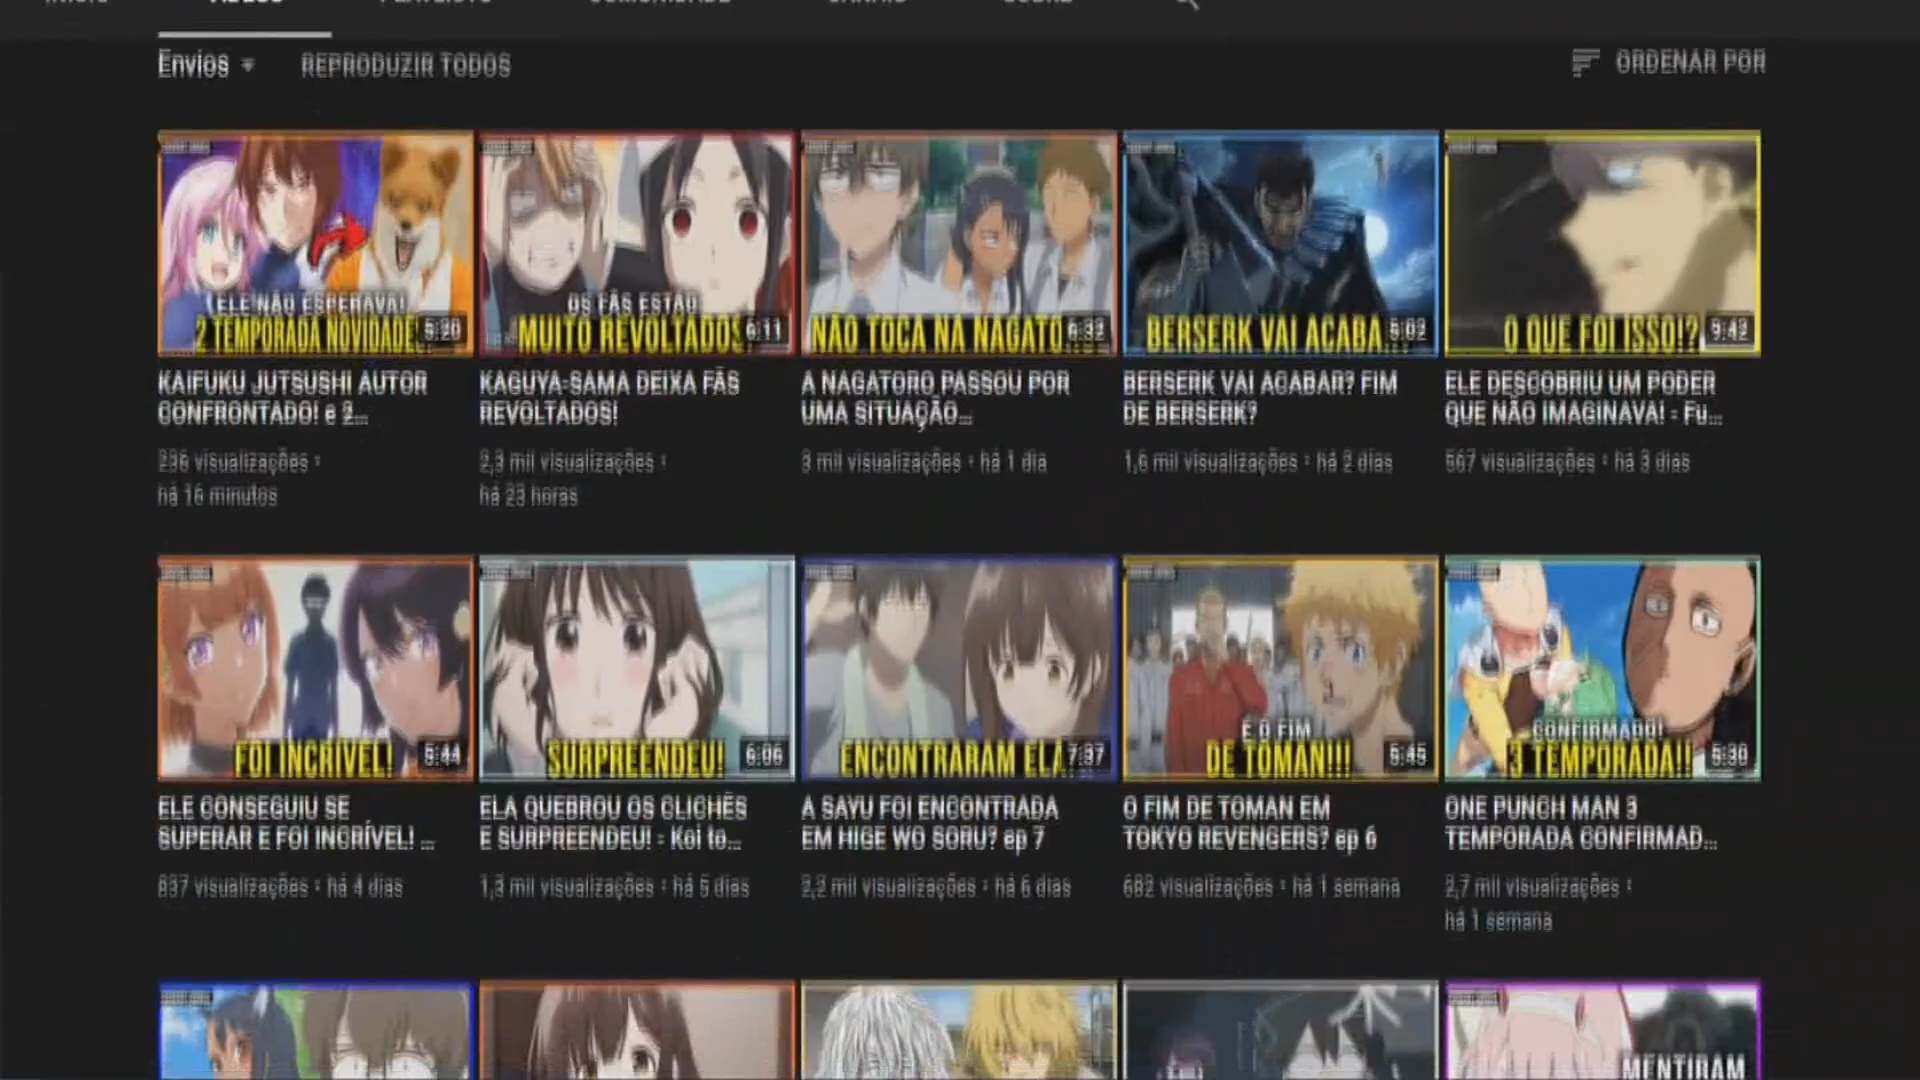 INÍCIO VÍDEOS PLAYLISTS COMUNIDADE CANAIS SOBRE
Envios REPRODUZIR TODOS ORDENAR POR
ELE NÃO ESPERAVA!
2 TEMPORADA NOVIDADE! 5:20
OS FÃS ESTÃO
MUITO REVOLTADOS 6:11
NÃO TOCA NA NAGATO 6:32
BERSERK VAI ACABA 5:02
O QUE FOI ISSO!? 9:42
KAIFUKU JUTSUSHI AUTOR
CONFRONTADO! e 2...
236 visualizações •
há 16 minutos
KAGUYA-SAMA DEIXA FÃS
REVOLTADOS!
2,3 mil visualizações •
há 23 horas
A NAGATORO PASSOU POR
UMA SITUAÇÃO...
3 mil visualizações • há 1 dia
BERSERK VAI ACABAR? FIM
DE BERSERK?
1,6 mil visualizações • há 2 dias
ELE DESCOBRIU UM PODER
QUE NÃO IMAGINAVA! - Fu...
567 visualizações • há 3 dias
FOI INCRÍVEL! 5:44
SURPREENDEU! 6:06
ENCONTRARAM ELA 7:37
É O FIM
DE TOMAN!!! 5:45
CONFIRMADO!
3 TEMPORADA!! 5:30
ELE CONSEGUIU SE
SUPERAR E FOI INCRÍVEL! ...
837 visualizações • há 4 dias
ELA QUEBROU OS CLICHÊS
E SURPREENDEU! - Koi to...
1,3 mil visualizações • há 5 dias
A SAYU FOI ENCONTRADA
EM HIGE WO SORU? ep 7
2,2 mil visualizações • há 6 dias
O FIM DE TOMAN EM
TOKYO REVENGERS? ep 6
682 visualizações • há 1 semana
ONE PUNCH MAN 3
TEMPORADA CONFIRMAD...
2,7 mil visualizações •
há 1 semana
MENTIRAM